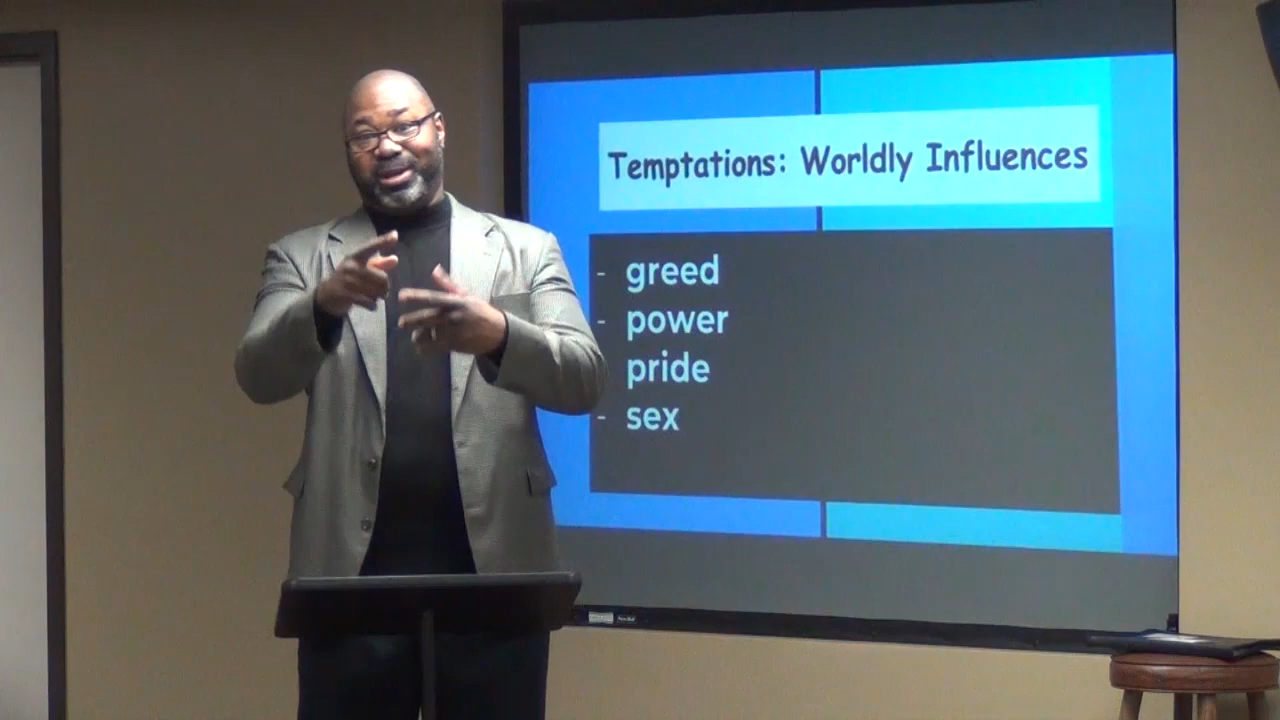 Temptations: Worldly Influences
- greed
- power
pride
- sex